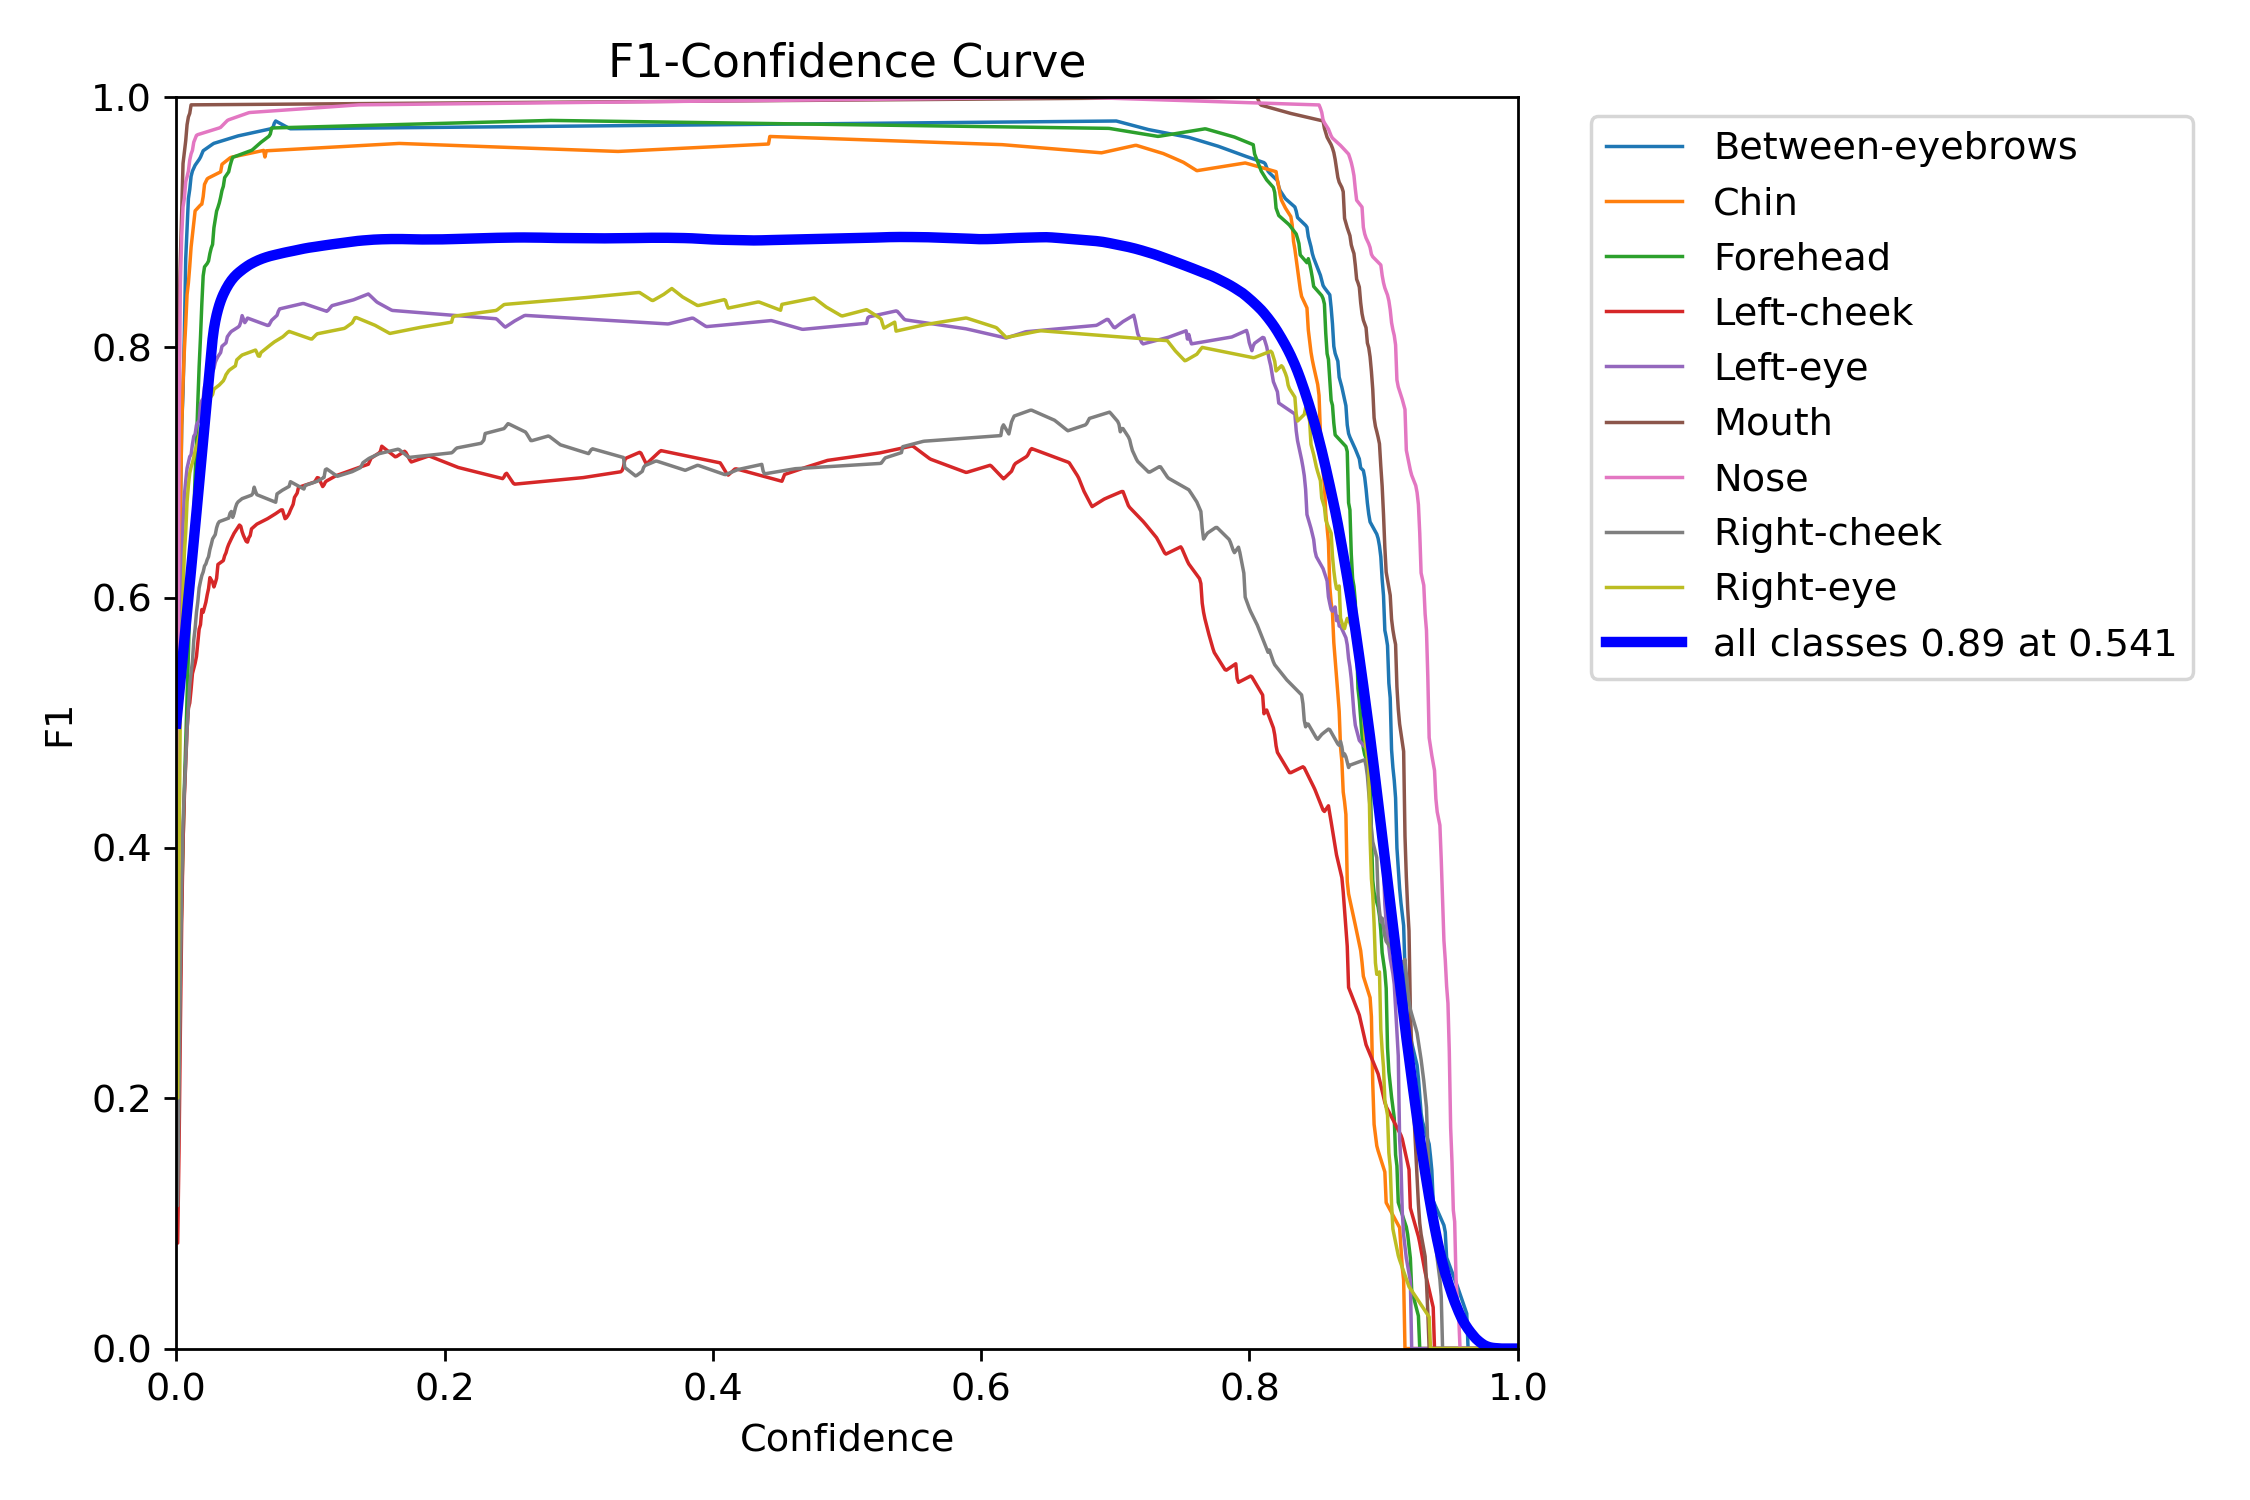 F1-Confidence Curve
1.0
0.8
0.6
0.4
0.2
0.0
F1
0.0 0.2 0.4 0.6 0.8 1.0
Confidence
Between-eyebrows
Chin
Forehead
Left-cheek
Left-eye
Mouth
Nose
Right-cheek
Right-eye
all classes 0.89 at 0.541